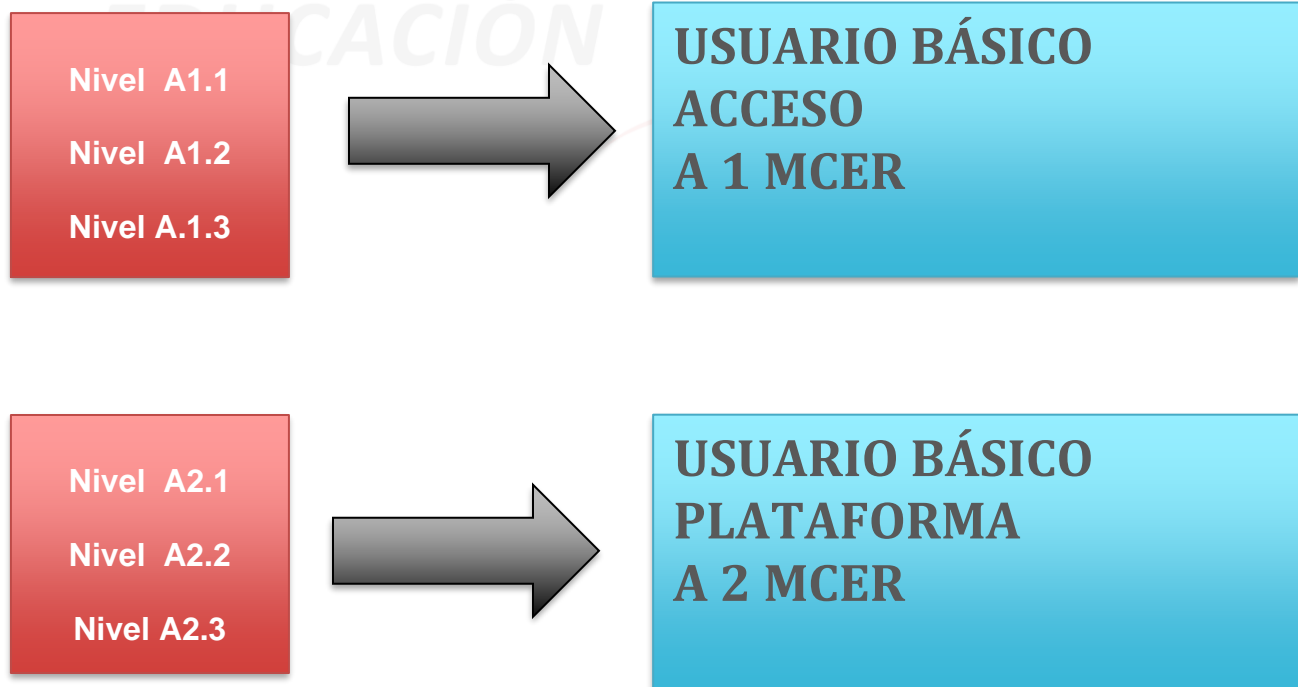 EDUCACIÓN
Nivel A1.1
Nivel A1.2
Nivel A.1.3
USUARIO BÁSICO
ACCESO
A 1 MCER
Nivel A2.1
Nivel A2.2
Nivel A2.3
USUARIO BÁSICO
PLATAFORMA
A 2 MCER